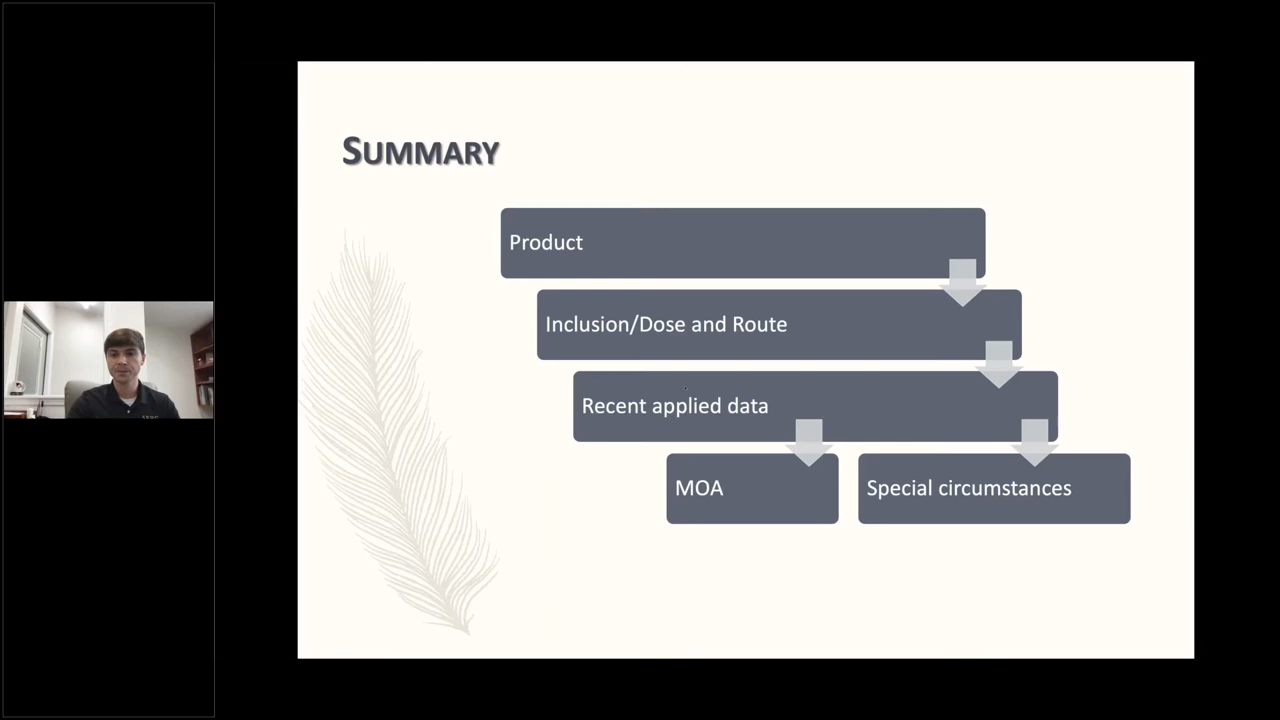 SUMMARY
Product
Inclusion/Dose and Route
Recent applied data
MOA
Special circumstances